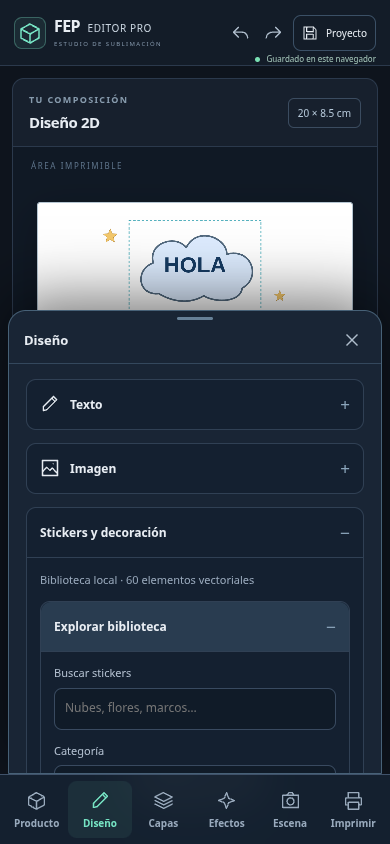 FEP EDITOR PRO
ESTUDIO DE SUBLIMACIÓN
Proyecto
Guardado en este navegador
TU COMPOSICIÓN
Diseño 2D
20 × 8.5 cm
ÁREA IMPRIMIBLE
HOLA
Diseño
Texto
Imagen
Stickers y decoración
Biblioteca local · 60 elementos vectoriales
Explorar biblioteca
Buscar stickers
Nubes, flores, marcos...
Categoría
Producto Diseño Capas Efectos Escena Imprimir